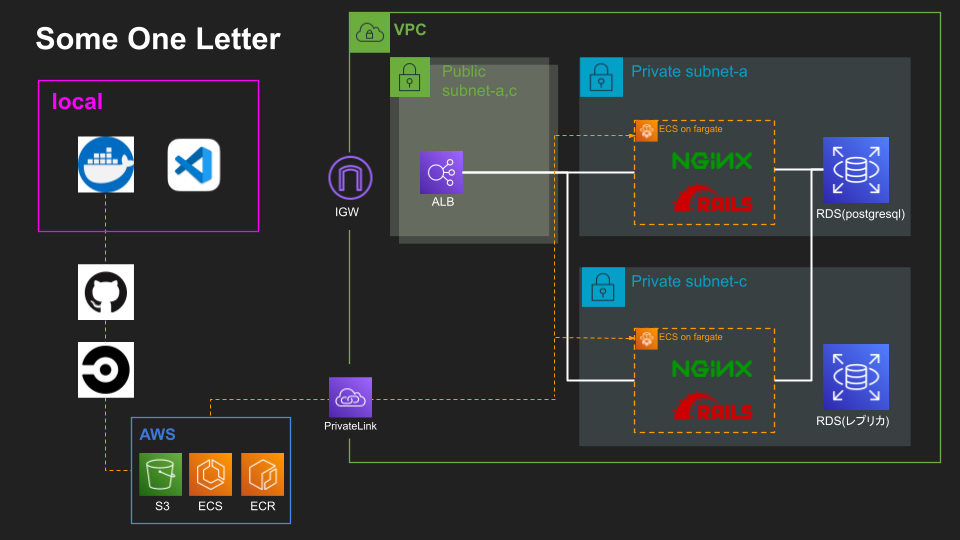 Some One Letter
local
VPC
Public
subnet-a,c
IGW
ALB
Private subnet-a
ECS on fargate
NGINX
RAILS
RDS(postgresql)
Private subnet-c
ECS on fargate
NGINX
RAILS
RDS(レプリカ)
PrivateLink
AWS
S3
ECS
ECR